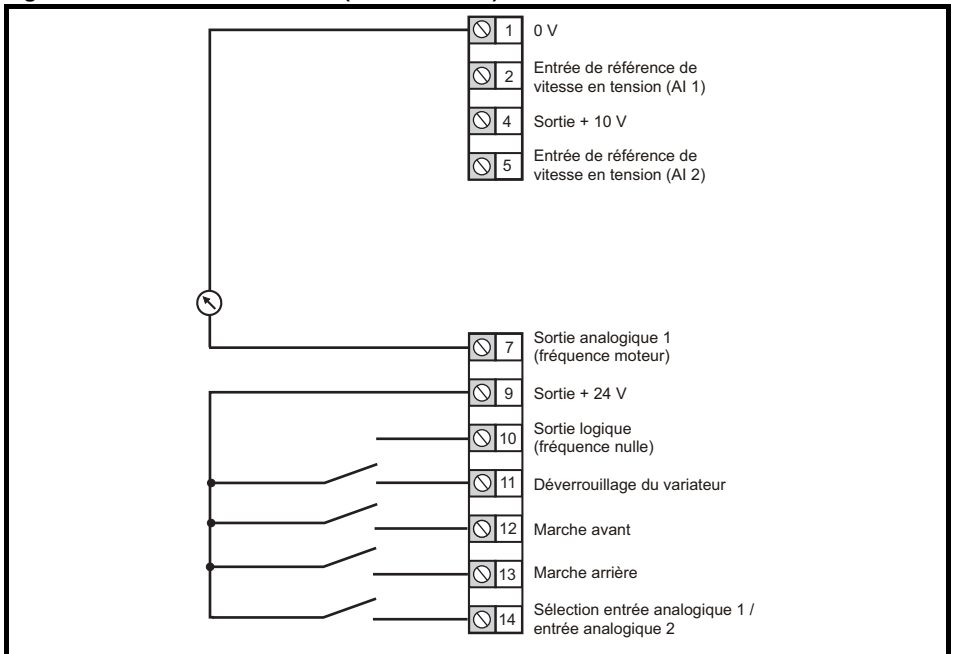 1 0 V
2 Entrée de référence de
vitesse en tension (AI 1)
4 Sortie + 10 V
5 Entrée de référence de
vitesse en tension (AI 2)
7 Sortie analogique 1
(fréquence moteur)
9 Sortie + 24 V
10 Sortie logique
(fréquence nulle)
11 Déverrouillage du variateur
12 Marche avant
13 Marche arrière
14 Sélection entrée analogique 1 /
entrée analogique 2